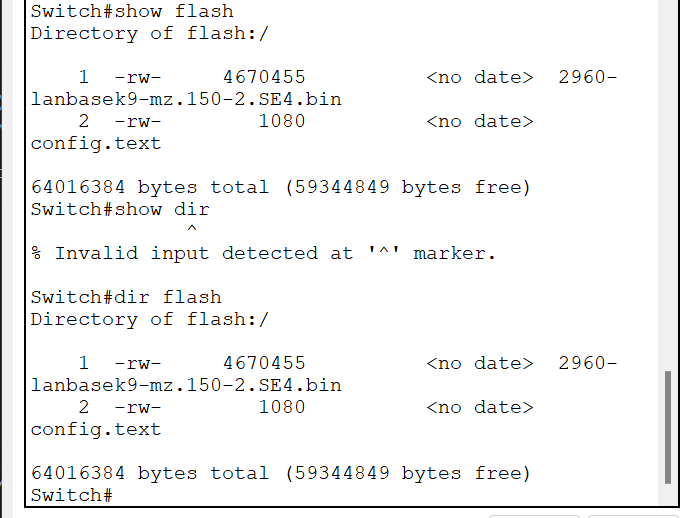 Switch#show flash
Directory of flash:/
1 -rw- 4670455 <no date> 2960-
lanbasek9-mz.150-2.SE4.bin
2 -rw- 1080 <no date>
config.text
64016384 bytes total (59344849 bytes free)
Switch#show dir
^
% Invalid input detected at '^' marker.
Switch#dir flash
Directory of flash:/
1 -rw- 4670455 <no date> 2960-
lanbasek9-mz.150-2.SE4.bin
2 -rw- 1080 <no date>
config.text
64016384 bytes total (59344849 bytes free)
Switch#